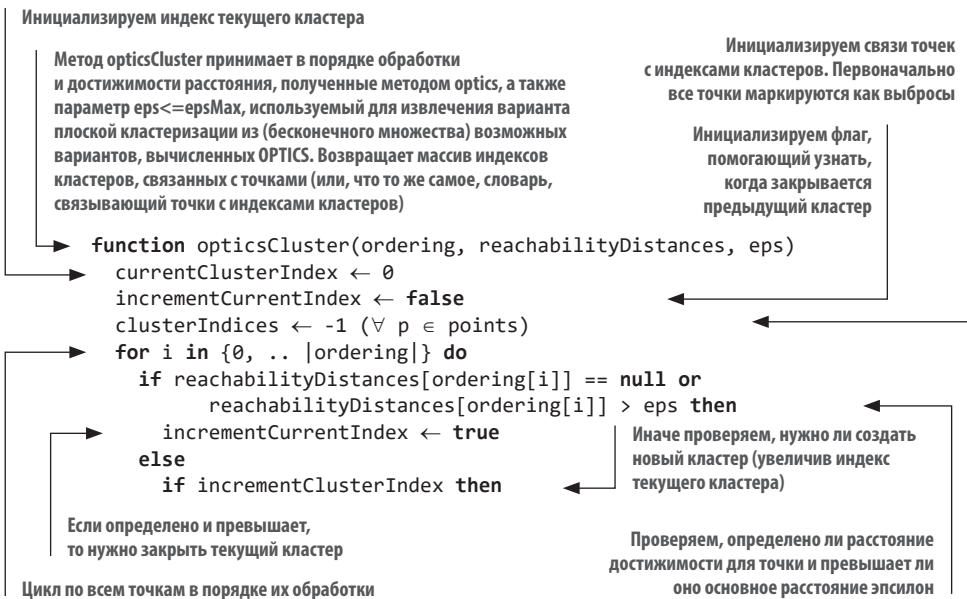 Инициализируем индекс текущего кластера
Метод opticsCluster принимает в порядке обработки
и достижимости расстояния, полученные методом optics, а также
параметр eps<=epsMax, используемый для извлечения варианта
плоской кластеризации из (бесконечного множества) возможных
вариантов, вычисленных OPTICS. Возвращает массив индексов
кластеров, связанных с точками (или, что то же самое, словарь,
связывающий точки с индексами кластеров)
Инициализируем связи точек
с индексами кластеров. Первоначально
все точки маркируются как выбросы
Инициализируем флаг,
помогающий узнать,
когда закрывается
предыдущий кластер
function opticsCluster(ordering, reachabilityDistances, eps)
currentClusterIndex ← 0
incrementCurrentIndex ← false
clusterIndices ← -1 (∀ p ∈ points)
for i in {0, .. |ordering|} do
if reachabilityDistances[ordering[i]] == null or
reachabilityDistances[ordering[i]] > eps then
incrementCurrentIndex ← true
else
if incrementClusterIndex then
Иначе проверяем, нужно ли создать
новый кластер (увеличив индекс
текущего кластера)
Если определено и превышает,
то нужно закрыть текущий кластер
Проверяем, определено ли расстояние
достижимости для точки и превышает ли
оно основное расстояние эпсилон
Цикл по всем точкам в порядке их обработки